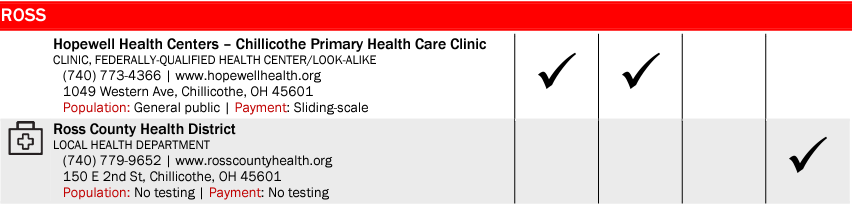 ROSS
Hopewell Health Centers – Chillicothe Primary Health Care Clinic
CLINIC, FEDERALLY-QUALIFIED HEALTH CENTER/LOOK-ALIKE
(740) 773-4366 | www.hopewellhealth.org
1049 Western Ave, Chillicothe, OH 45601
Population: General public | Payment: Sliding-scale
Ross County Health District
LOCAL HEALTH DEPARTMENT
(740) 779-9652 | www.rosscountyhealth.org
150 E 2nd St, Chillicothe, OH 45601
Population: No testing | Payment: No testing